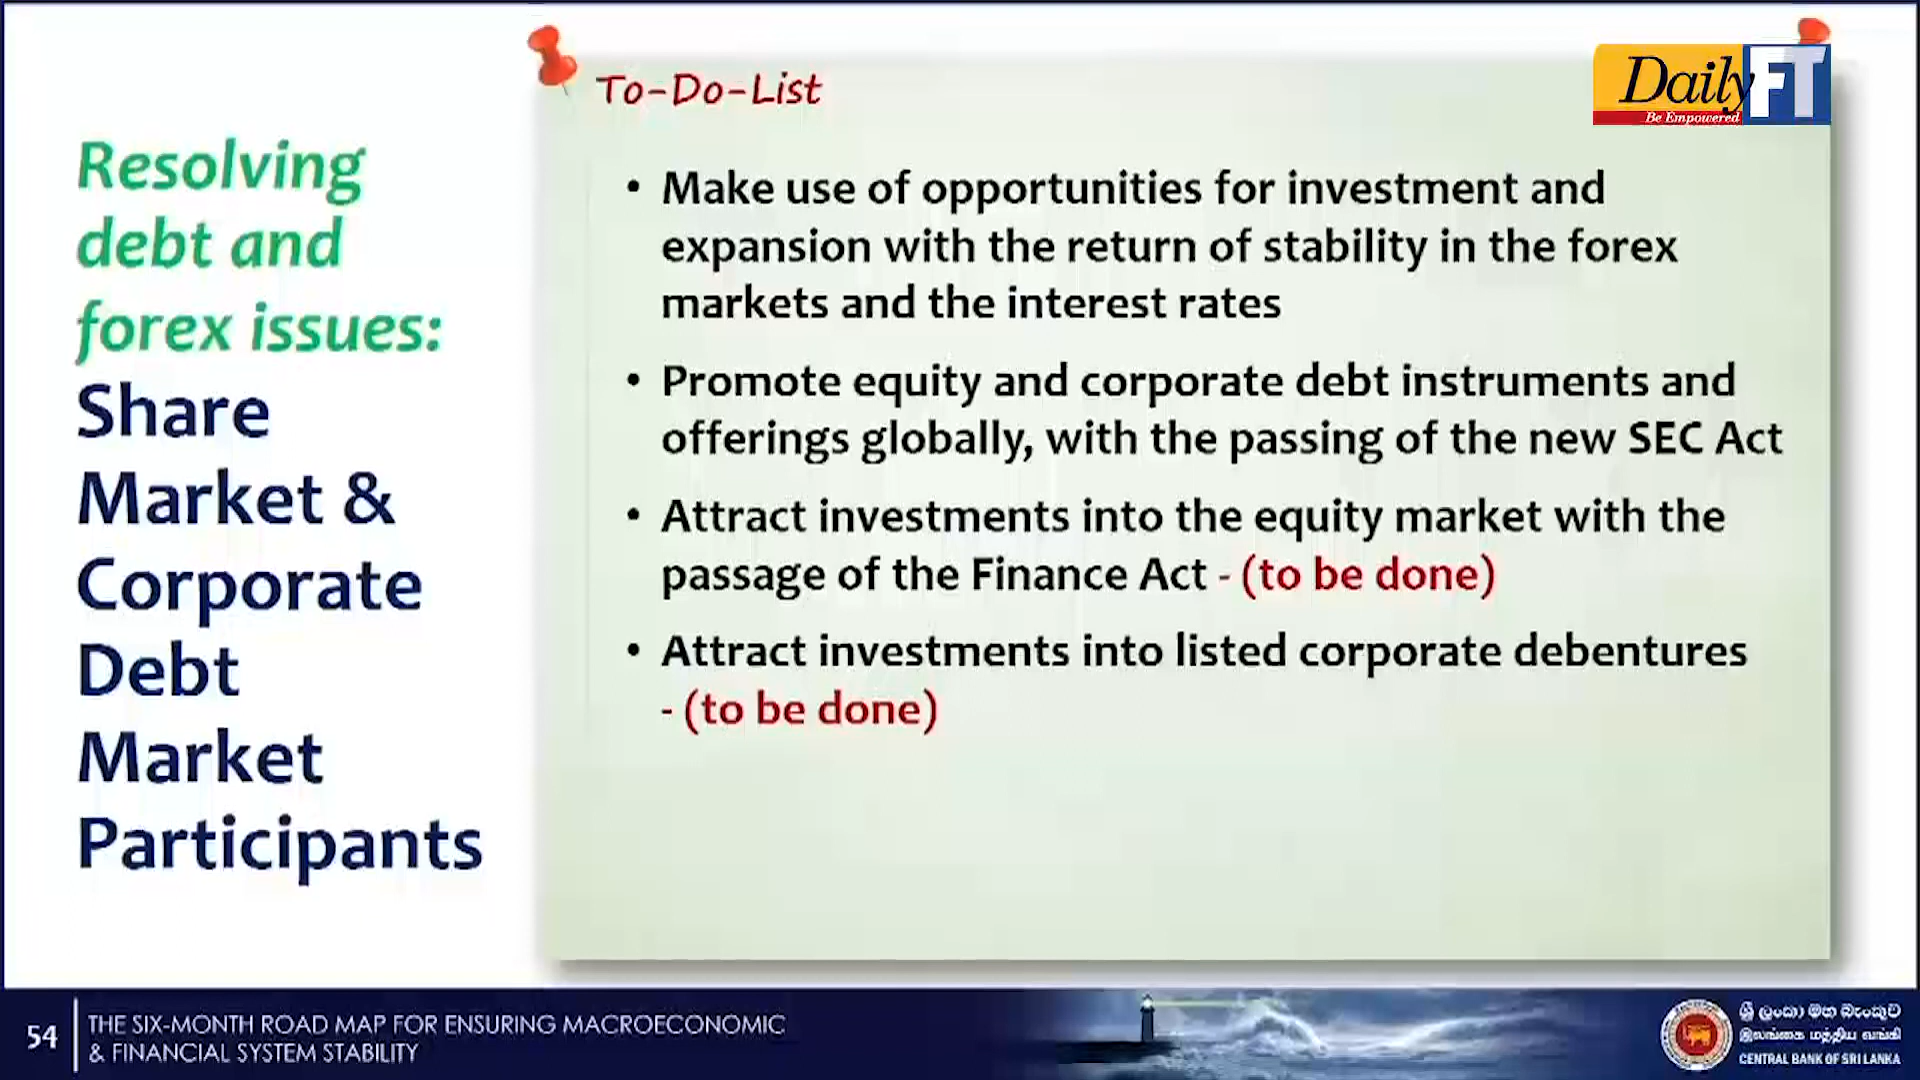 Resolving
debt and
forex issues:
Share
Market &
Corporate
Debt
Market
Participants
To-Do-List
Daily FT
Be Empowered
• Make use of opportunities for investment and
expansion with the return of stability in the forex
markets and the interest rates
• Promote equity and corporate debt instruments and
offerings globally, with the passing of the new SEC Act
• Attract investments into the equity market with the
passage of the Finance Act - (to be done)
• Attract investments into listed corporate debentures
- (to be done)
54
THE SIX-MONTH ROAD MAP FOR ENSURING MACROECONOMIC
& FINANCIAL SYSTEM STABILITY
ශ්‍රී ලංකා මහ බැංකුව
இலங்கை மத்திய வங்கி
CENTRAL BANK OF SRI LANKA